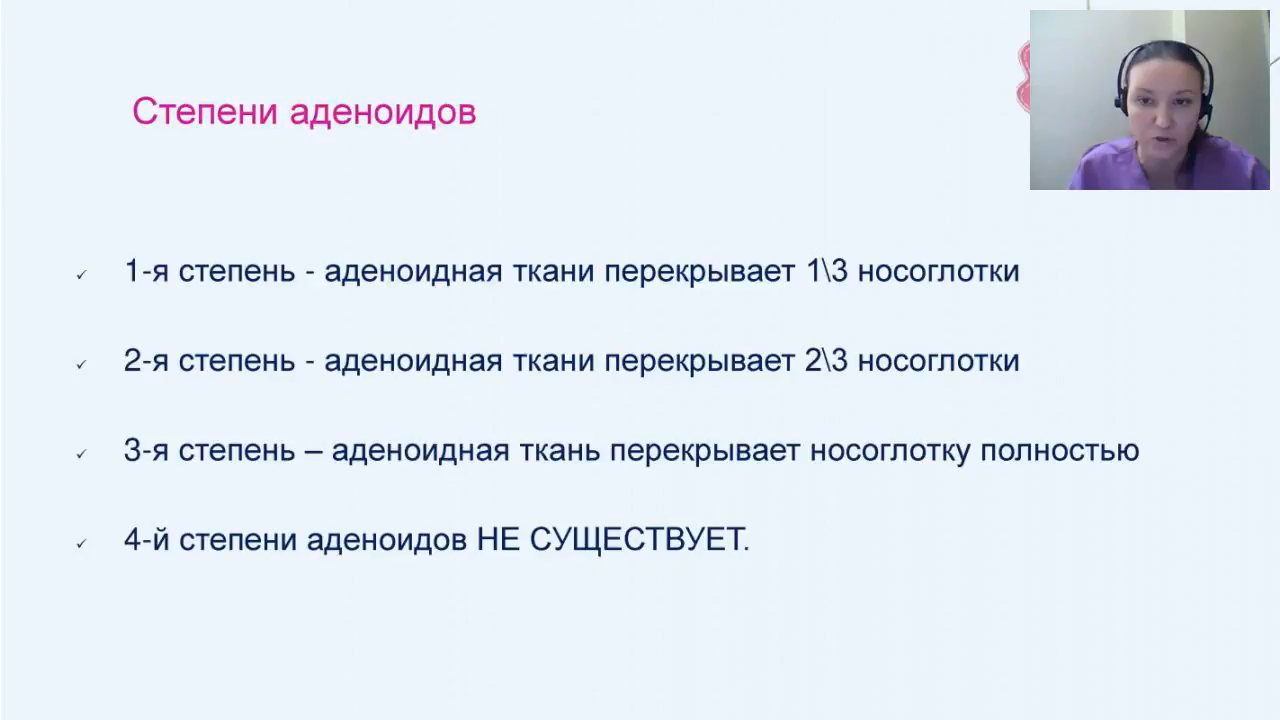 Степени аденоидов
1-я степень - аденоидная ткани перекрывает 1\3 носоглотки
2-я степень - аденоидная ткани перекрывает 2\3 носоглотки
3-я степень – аденоидная ткань перекрывает носоглотку полностью
4-й степени аденоидов НЕ СУЩЕСТВУЕТ.